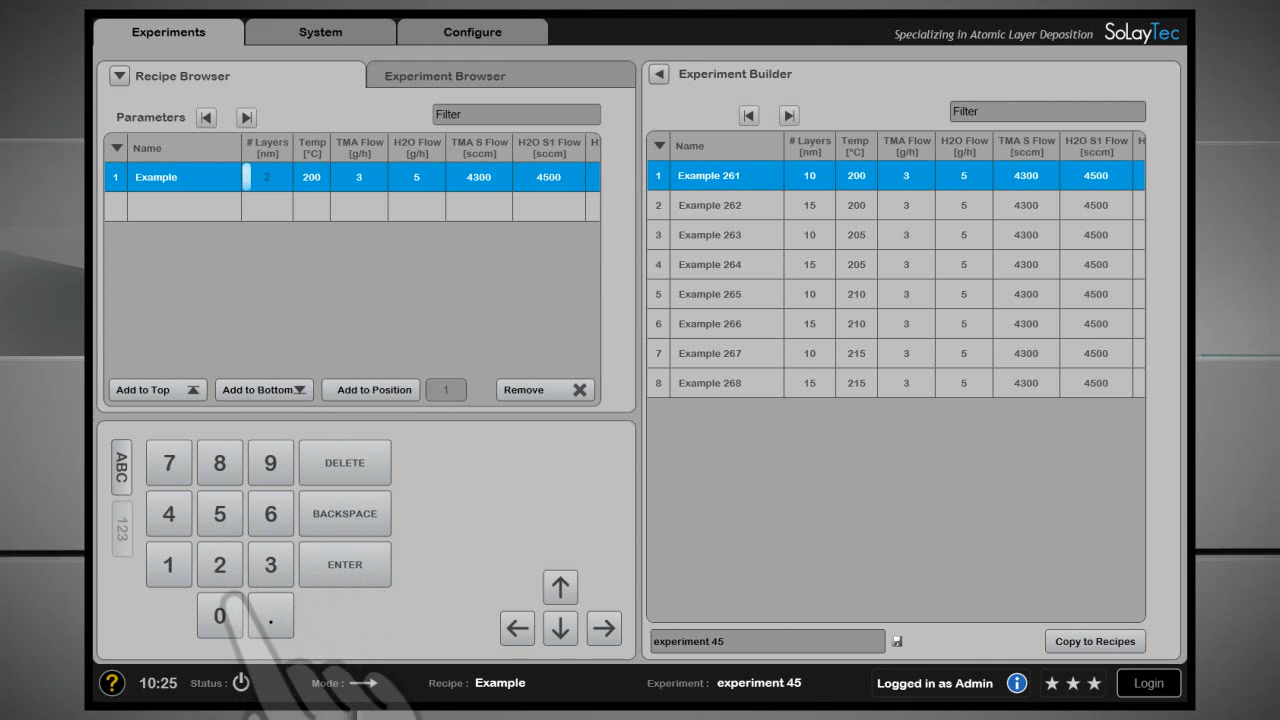 Experiments System Configure Specializing in Atomic Layer Deposition SoLayTec
Recipe Browser Experiment Browser
Parameters Filter
Name # Layers [nm] Temp [°C] TMA Flow [g/h] H2O Flow [g/h] TMA S Flow [sccm] H2O S1 Flow [sccm]
1 Example 2 200 3 5 4300 4500
Add to Top Add to Bottom Add to Position 1 Remove
ABC 7 8 9 DELETE
4 5 6 BACKSPACE
123 1 2 3 ENTER
0 .
Experiment Builder
Filter
Name # Layers [nm] Temp [°C] TMA Flow [g/h] H2O Flow [g/h] TMA S Flow [sccm] H2O S1 Flow [sccm] H
1 Example 261 10 200 3 5 4300 4500
2 Example 262 15 200 3 5 4300 4500
3 Example 263 10 205 3 5 4300 4500
4 Example 264 15 205 3 5 4300 4500
5 Example 265 10 210 3 5 4300 4500
6 Example 266 15 210 3 5 4300 4500
7 Example 267 10 215 3 5 4300 4500
8 Example 268 15 215 3 5 4300 4500
experiment 45 Copy to Recipes
? 10:25 Status : Mode : Recipe : Example Experiment : experiment 45 Logged in as Admin i Login